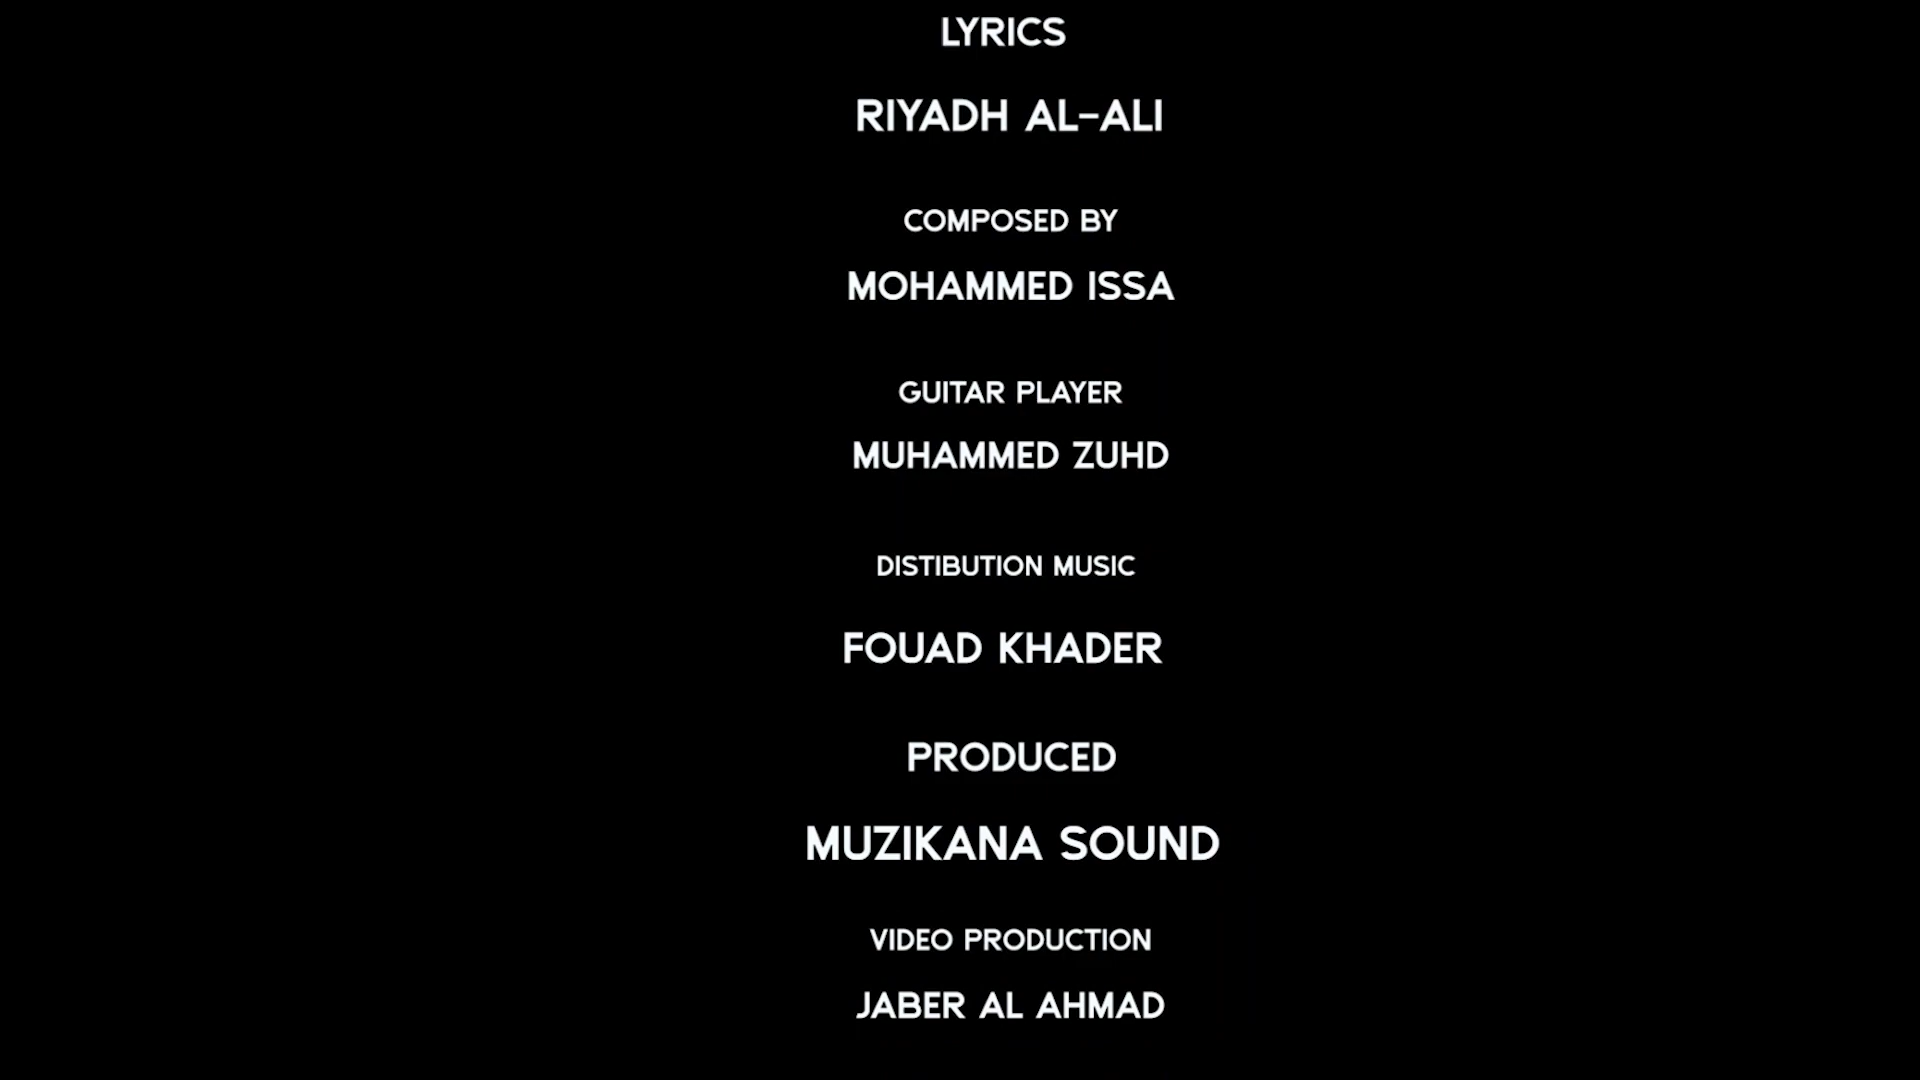 LYRICS
RIYADH AL-ALI
COMPOSED BY
MOHAMMED ISSA
GUITAR PLAYER
MUHAMMED ZUHD
DISTIBUTION MUSIC
FOUAD KHADER
PRODUCED
MUZIKANA SOUND
VIDEO PRODUCTION
JABER AL AHMAD